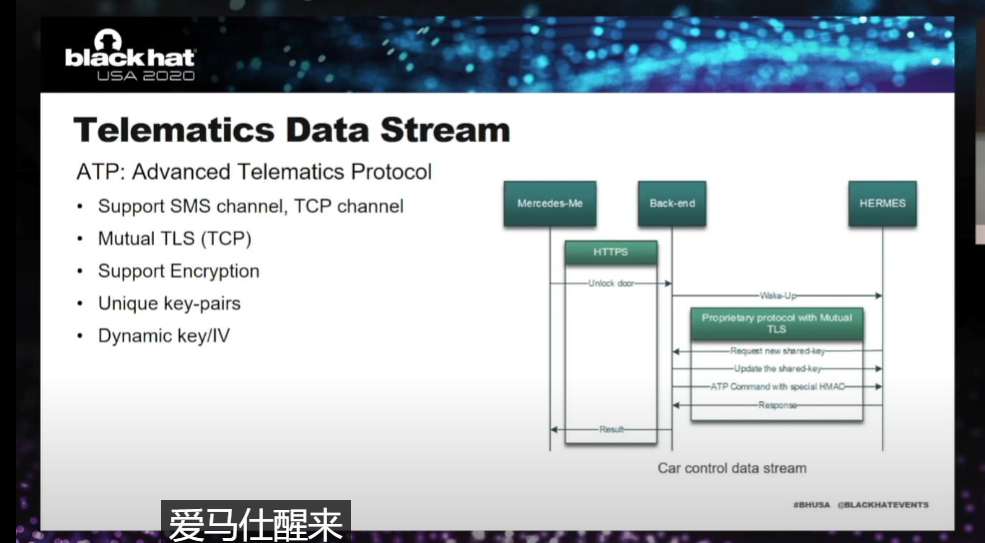 black hat
USA 2020
Telematics Data Stream
ATP: Advanced Telematics Protocol
• Support SMS channel, TCP channel
• Mutual TLS (TCP)
• Support Encryption
• Unique key-pairs
• Dynamic key/IV
Mercedes-Me
Back-end
HERMES
HTTPS
Unlock door
Wake-Up
Proprietary protocol with Mutual
TLS
Request new shared-key
Update the shared-key
ATP Command with special HMAC
Response
Result
Car control data stream
#BHUSA @BLACKHATEVENTS
爱马仕醒来